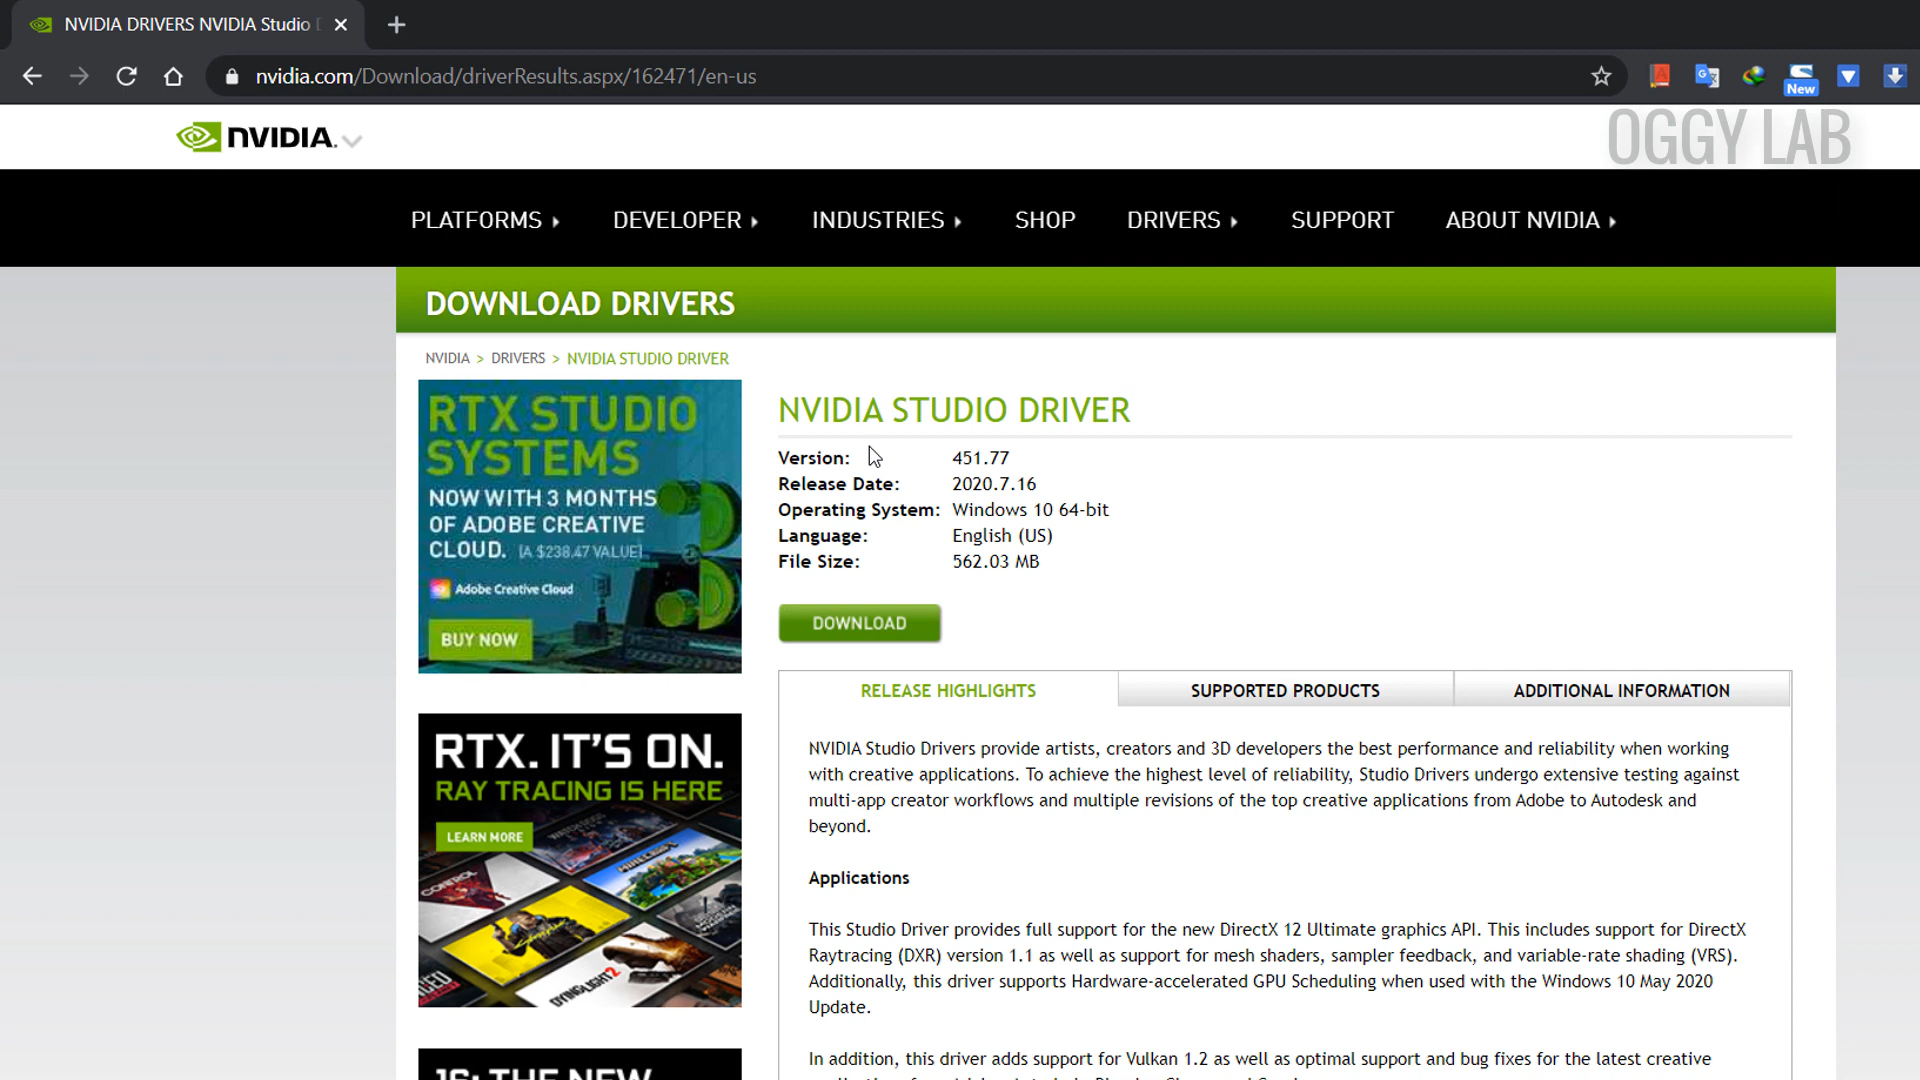 NVIDIA DRIVERS NVIDIA Studio
nvidia.com/Download/driverResults.aspx/162471/en-us
New
NVIDIA.
OGGY LAB
PLATFORMS
DEVELOPER
INDUSTRIES
SHOP
DRIVERS
SUPPORT
ABOUT NVIDIA
DOWNLOAD DRIVERS
NVIDIA > DRIVERS > NVIDIA STUDIO DRIVER
RTX STUDIO
SYSTEMS
NOW WITH 3 MONTHS
OF ADOBE CREATIVE
CLOUD. [A $238.47 VALUE]
Adobe Creative Cloud
BUY NOW
NVIDIA STUDIO DRIVER
Version: 451.77
Release Date: 2020.7.16
Operating System: Windows 10 64-bit
Language: English (US)
File Size: 562.03 MB
DOWNLOAD
RTX. IT'S ON.
RAY TRACING IS HERE
LEARN MORE
MINECRAFT
CONTROL
DYING LIGHT 2
RELEASE HIGHLIGHTS
SUPPORTED PRODUCTS
ADDITIONAL INFORMATION
NVIDIA Studio Drivers provide artists, creators and 3D developers the best performance and reliability when working
with creative applications. To achieve the highest level of reliability, Studio Drivers undergo extensive testing against
multi-app creator workflows and multiple revisions of the top creative applications from Adobe to Autodesk and
beyond.
Applications
This Studio Driver provides full support for the new DirectX 12 Ultimate graphics API. This includes support for DirectX
Raytracing (DXR) version 1.1 as well as support for mesh shaders, sampler feedback, and variable-rate shading (VRS).
Additionally, this driver supports Hardware-accelerated GPU Scheduling when used with the Windows 10 May 2020
Update.
In addition, this driver adds support for Vulkan 1.2 as well as optimal support and bug fixes for the latest creative